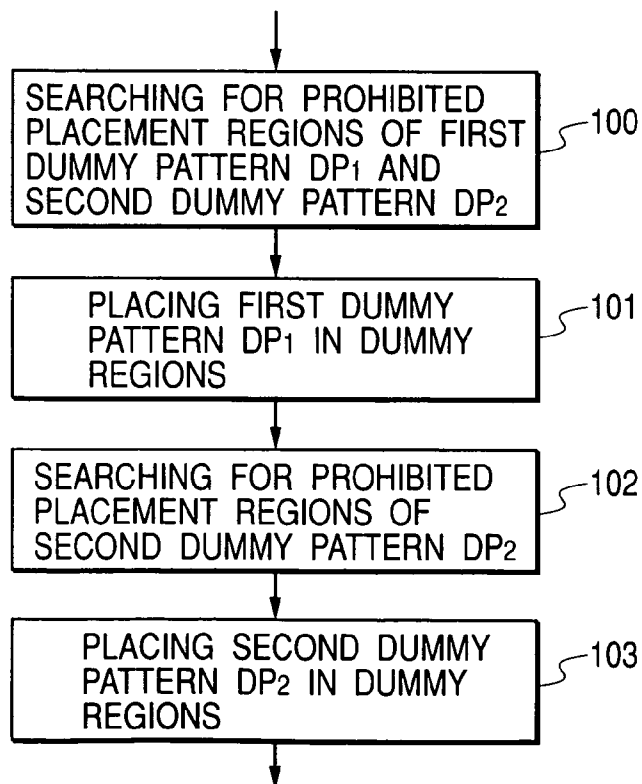 SEARCHING FOR PROHIBITED
PLACEMENT REGIONS OF FIRST
DUMMY PATTERN DP1 AND
SECOND DUMMY PATTERN DP2
100
PLACING FIRST DUMMY
PATTERN DP1 IN DUMMY
REGIONS
101
SEARCHING FOR PROHIBITED
PLACEMENT REGIONS OF
SECOND DUMMY PATTERN DP2
102
PLACING SECOND DUMMY
PATTERN DP2 IN DUMMY
REGIONS
103